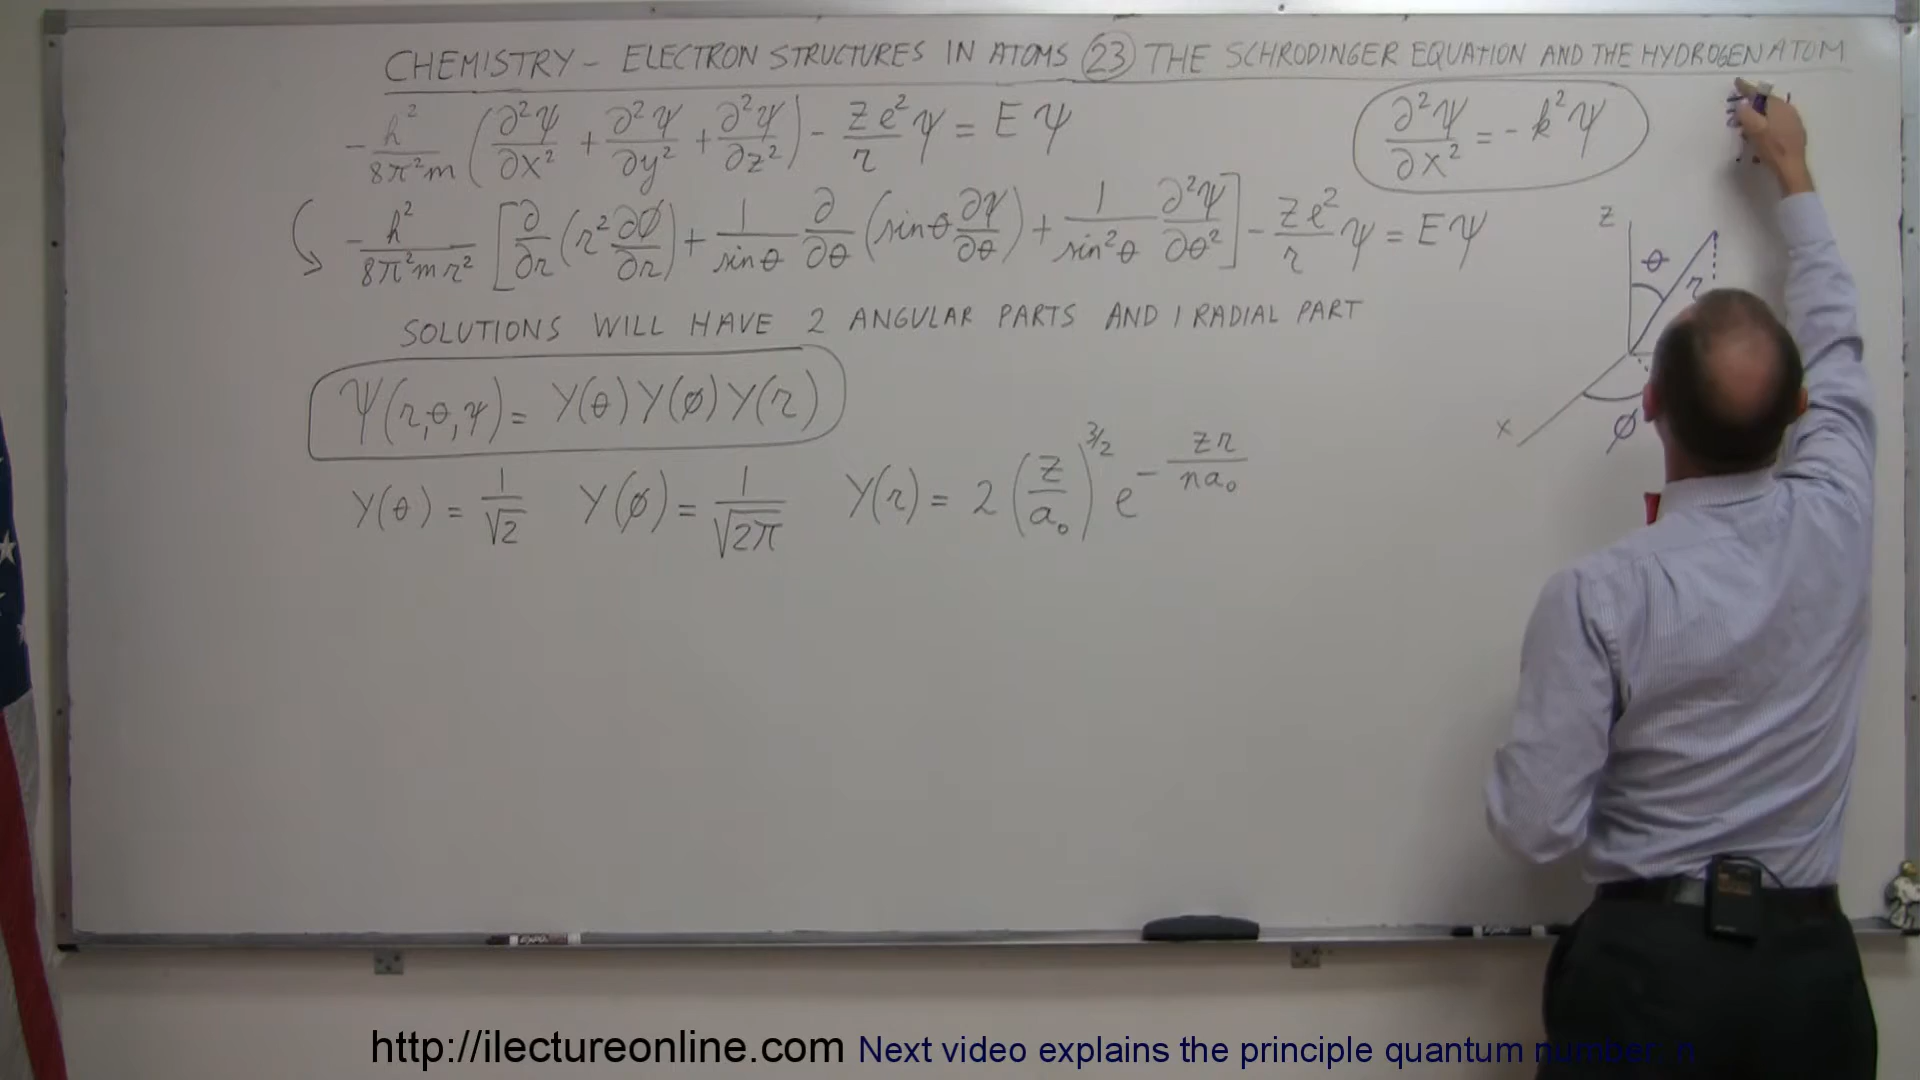 CHEMISTRY – ELECTRON STRUCTURES IN ATOMS (23) THE SCHRODINGER EQUATION AND THE HYDROGEN ATOM
-h²/8π²m (∂²ψ/∂x² + ∂²ψ/∂y² + ∂²ψ/∂z²) - Ze²/r ψ = Eψ
∂²ψ/∂x² = -k²ψ
-h²/8π²mr² [∂/∂r (r² ∂ø/∂r) + 1/sinθ ∂/∂θ (sinθ ∂ψ/∂θ) + 1/sin²θ ∂²ψ/∂θ²] - Ze²/r ψ = Eψ
z
θ
r
SOLUTIONS WILL HAVE 2 ANGULAR PARTS AND 1 RADIAL PART
ψ(r,θ,ψ) = Y(θ)Y(ø)Y(r)
x
ø
Y(θ) = 1/√2 Y(ø) = 1/√2π Y(r) = 2 (z/a₀)^3/2 e^-zr/na₀
EXPO
http://ilectureonline.com Next video explains the principle quantum number: n